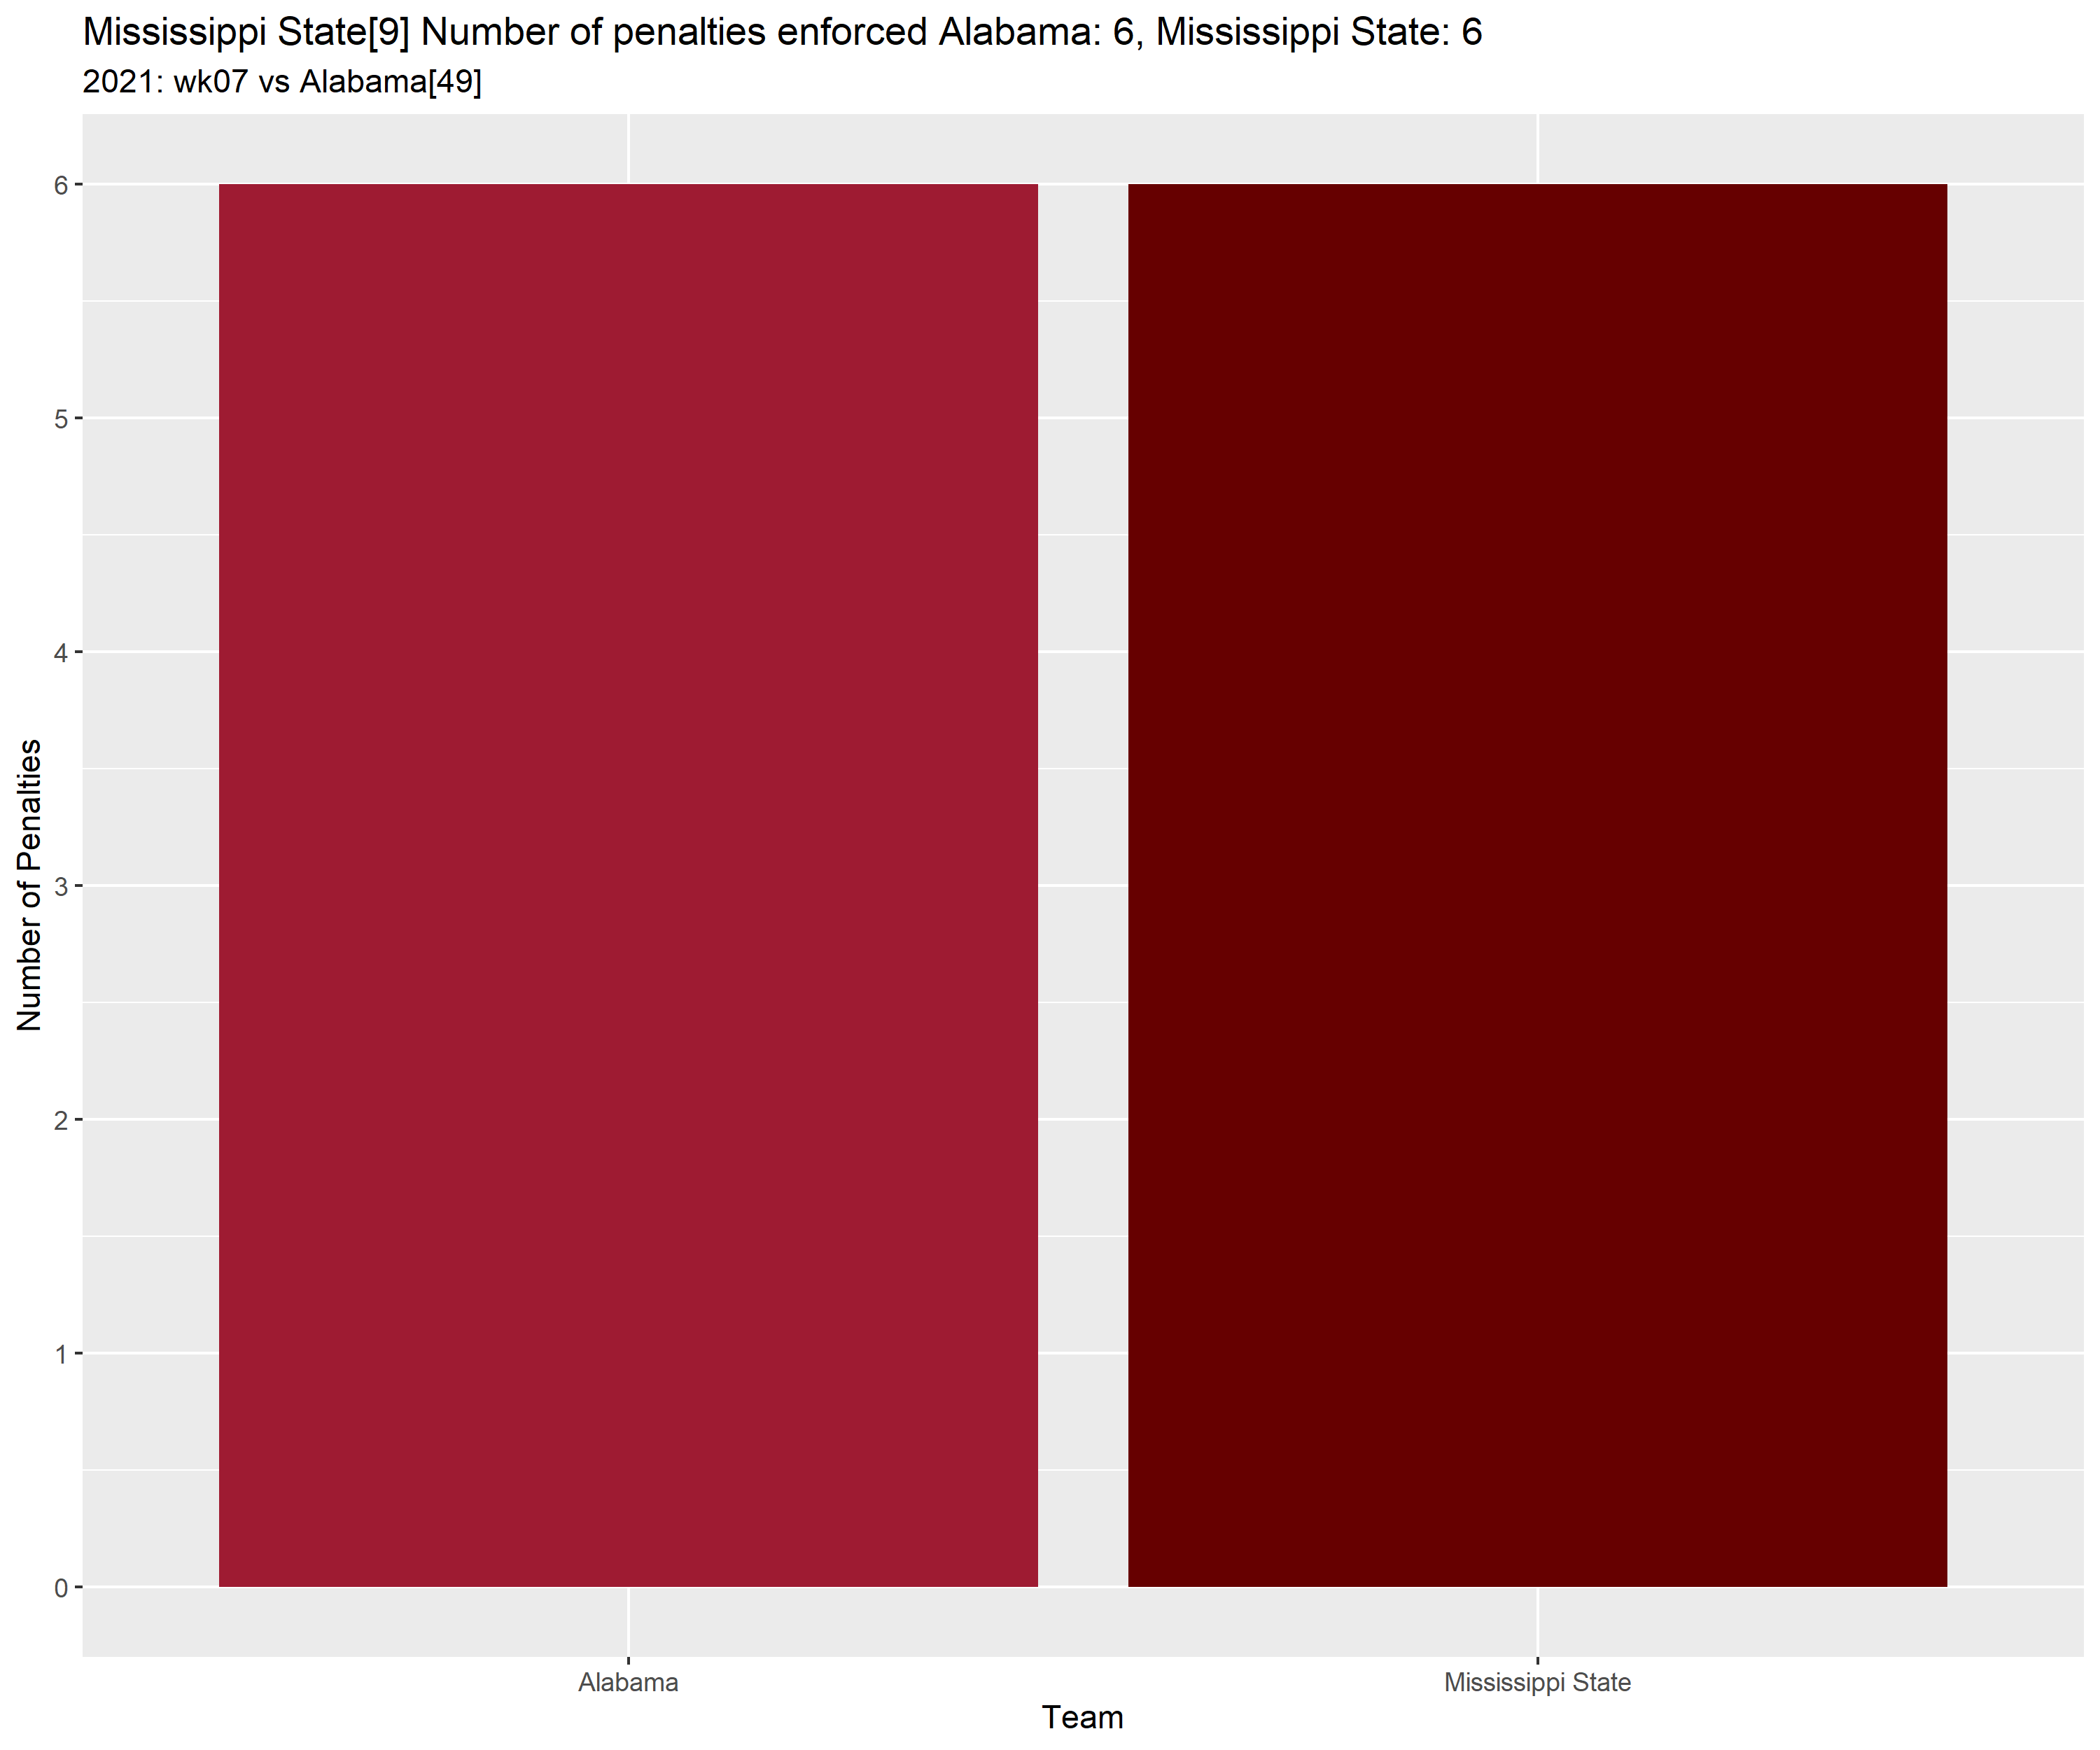 Mississippi State[9] Number of penalties enforced Alabama: 6, Mississippi State: 6
2021: wk07 vs Alabama[49]
Number of Penalties
6
5
4
3
2
1
0
Alabama
Mississippi State
Team